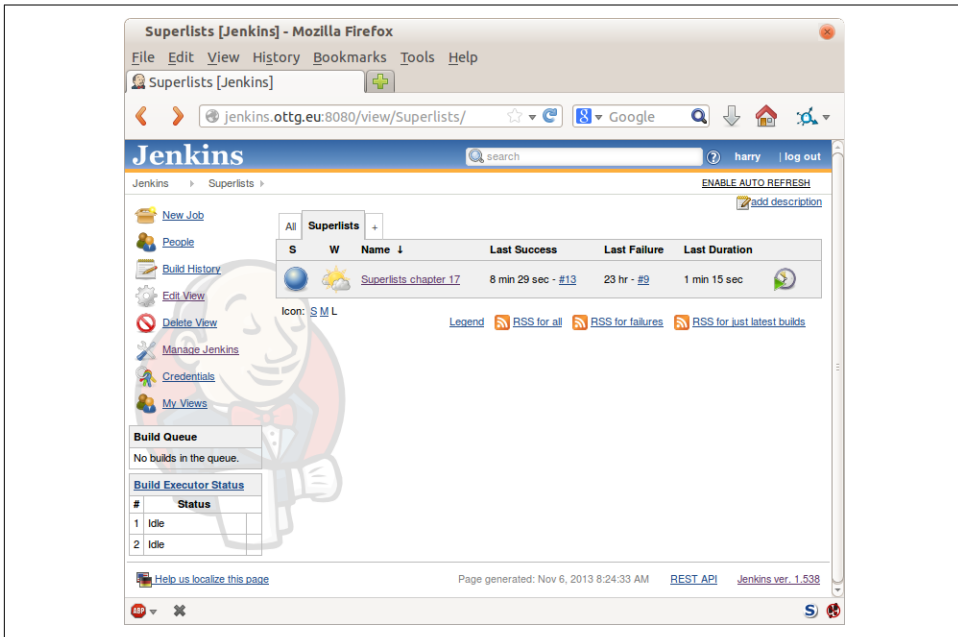 Superlists [Jenkins] - Mozilla Firefox
File Edit View History Bookmarks Tools Help
Superlists [Jenkins]
jenkins.ottg.eu:8080/view/Superlists/ 8 Google
Jenkins search ? harry | log out
Jenkins Superlists ENABLE AUTO REFRESH
add description
New Job
People
Build History
Edit View
Delete View
Manage Jenkins
Credentials
My Views
All Superlists +
S W Name ↓ Last Success Last Failure Last Duration
Superlists chapter 17 8 min 29 sec - #13 23 hr - #9 1 min 15 sec
Icon: S M L
Legend RSS for all RSS for failures RSS for just latest builds
Build Queue
No builds in the queue.
Build Executor Status
# Status
1 Idle
2 Idle
Help us localize this page Page generated: Nov 6, 2013 8:24:33 AM REST API Jenkins ver. 1.538
ABP S